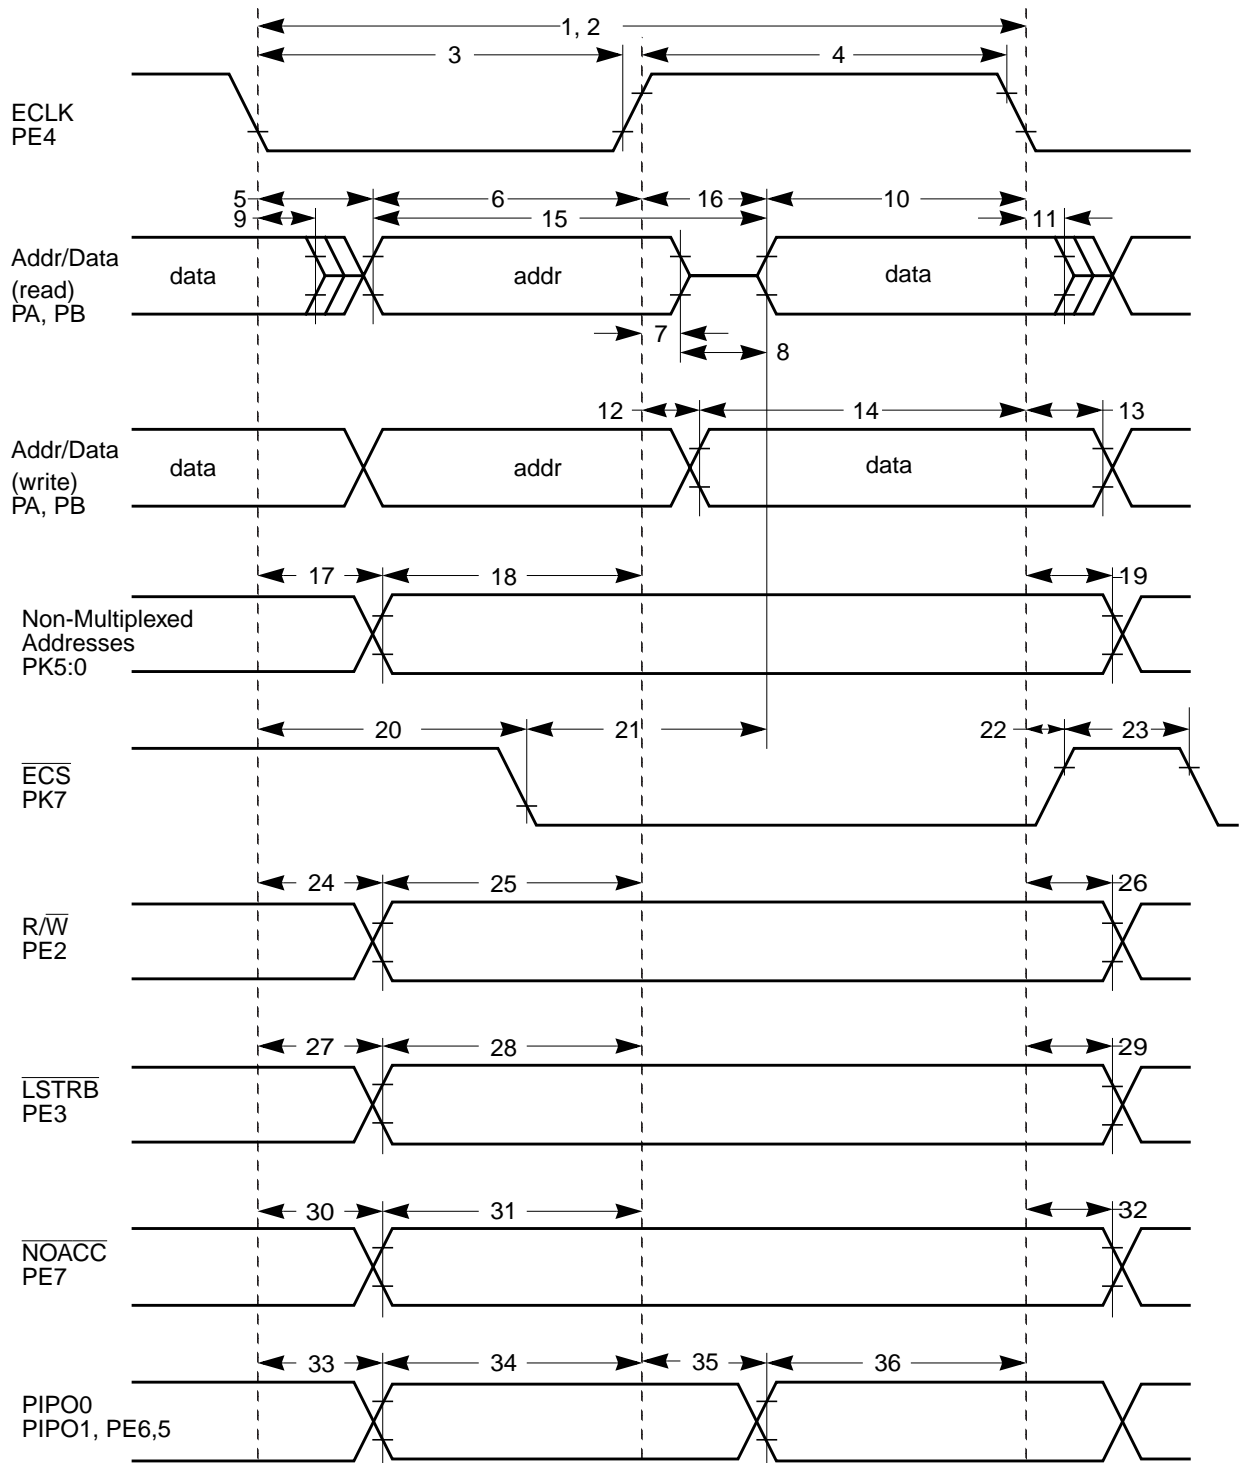 1, 2
3 4
ECLK
PE4
5 6 16 10
9 15 11
Addr/Data
(read)
PA, PB
data addr data
7
8
12 14 13
Addr/Data
(write)
PA, PB
data addr data
17 18 19
Non-Multiplexed
Addresses
PK5:0
20 21 22 23
ECS
PK7
24 25 26
R/W
PE2
27 28 29
LSTRB
PE3
30 31 32
NOACC
PE7
33 34 35 36
PIPO0
PIPO1, PE6,5